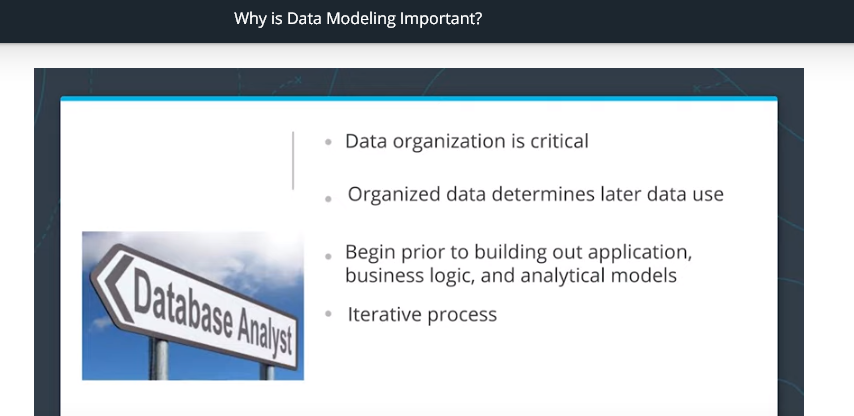 Why is Data Modeling Important?
Data organization is critical
Organized data determines later data use
Begin prior to building out application,
business logic, and analytical models
Iterative process
Database Analyst